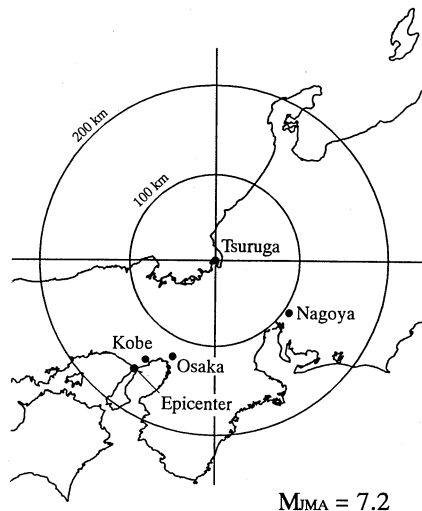 200 km
100 km
Tsuruga
Nagoya
Kobe
Osaka
Epicenter
MJMA = 7.2